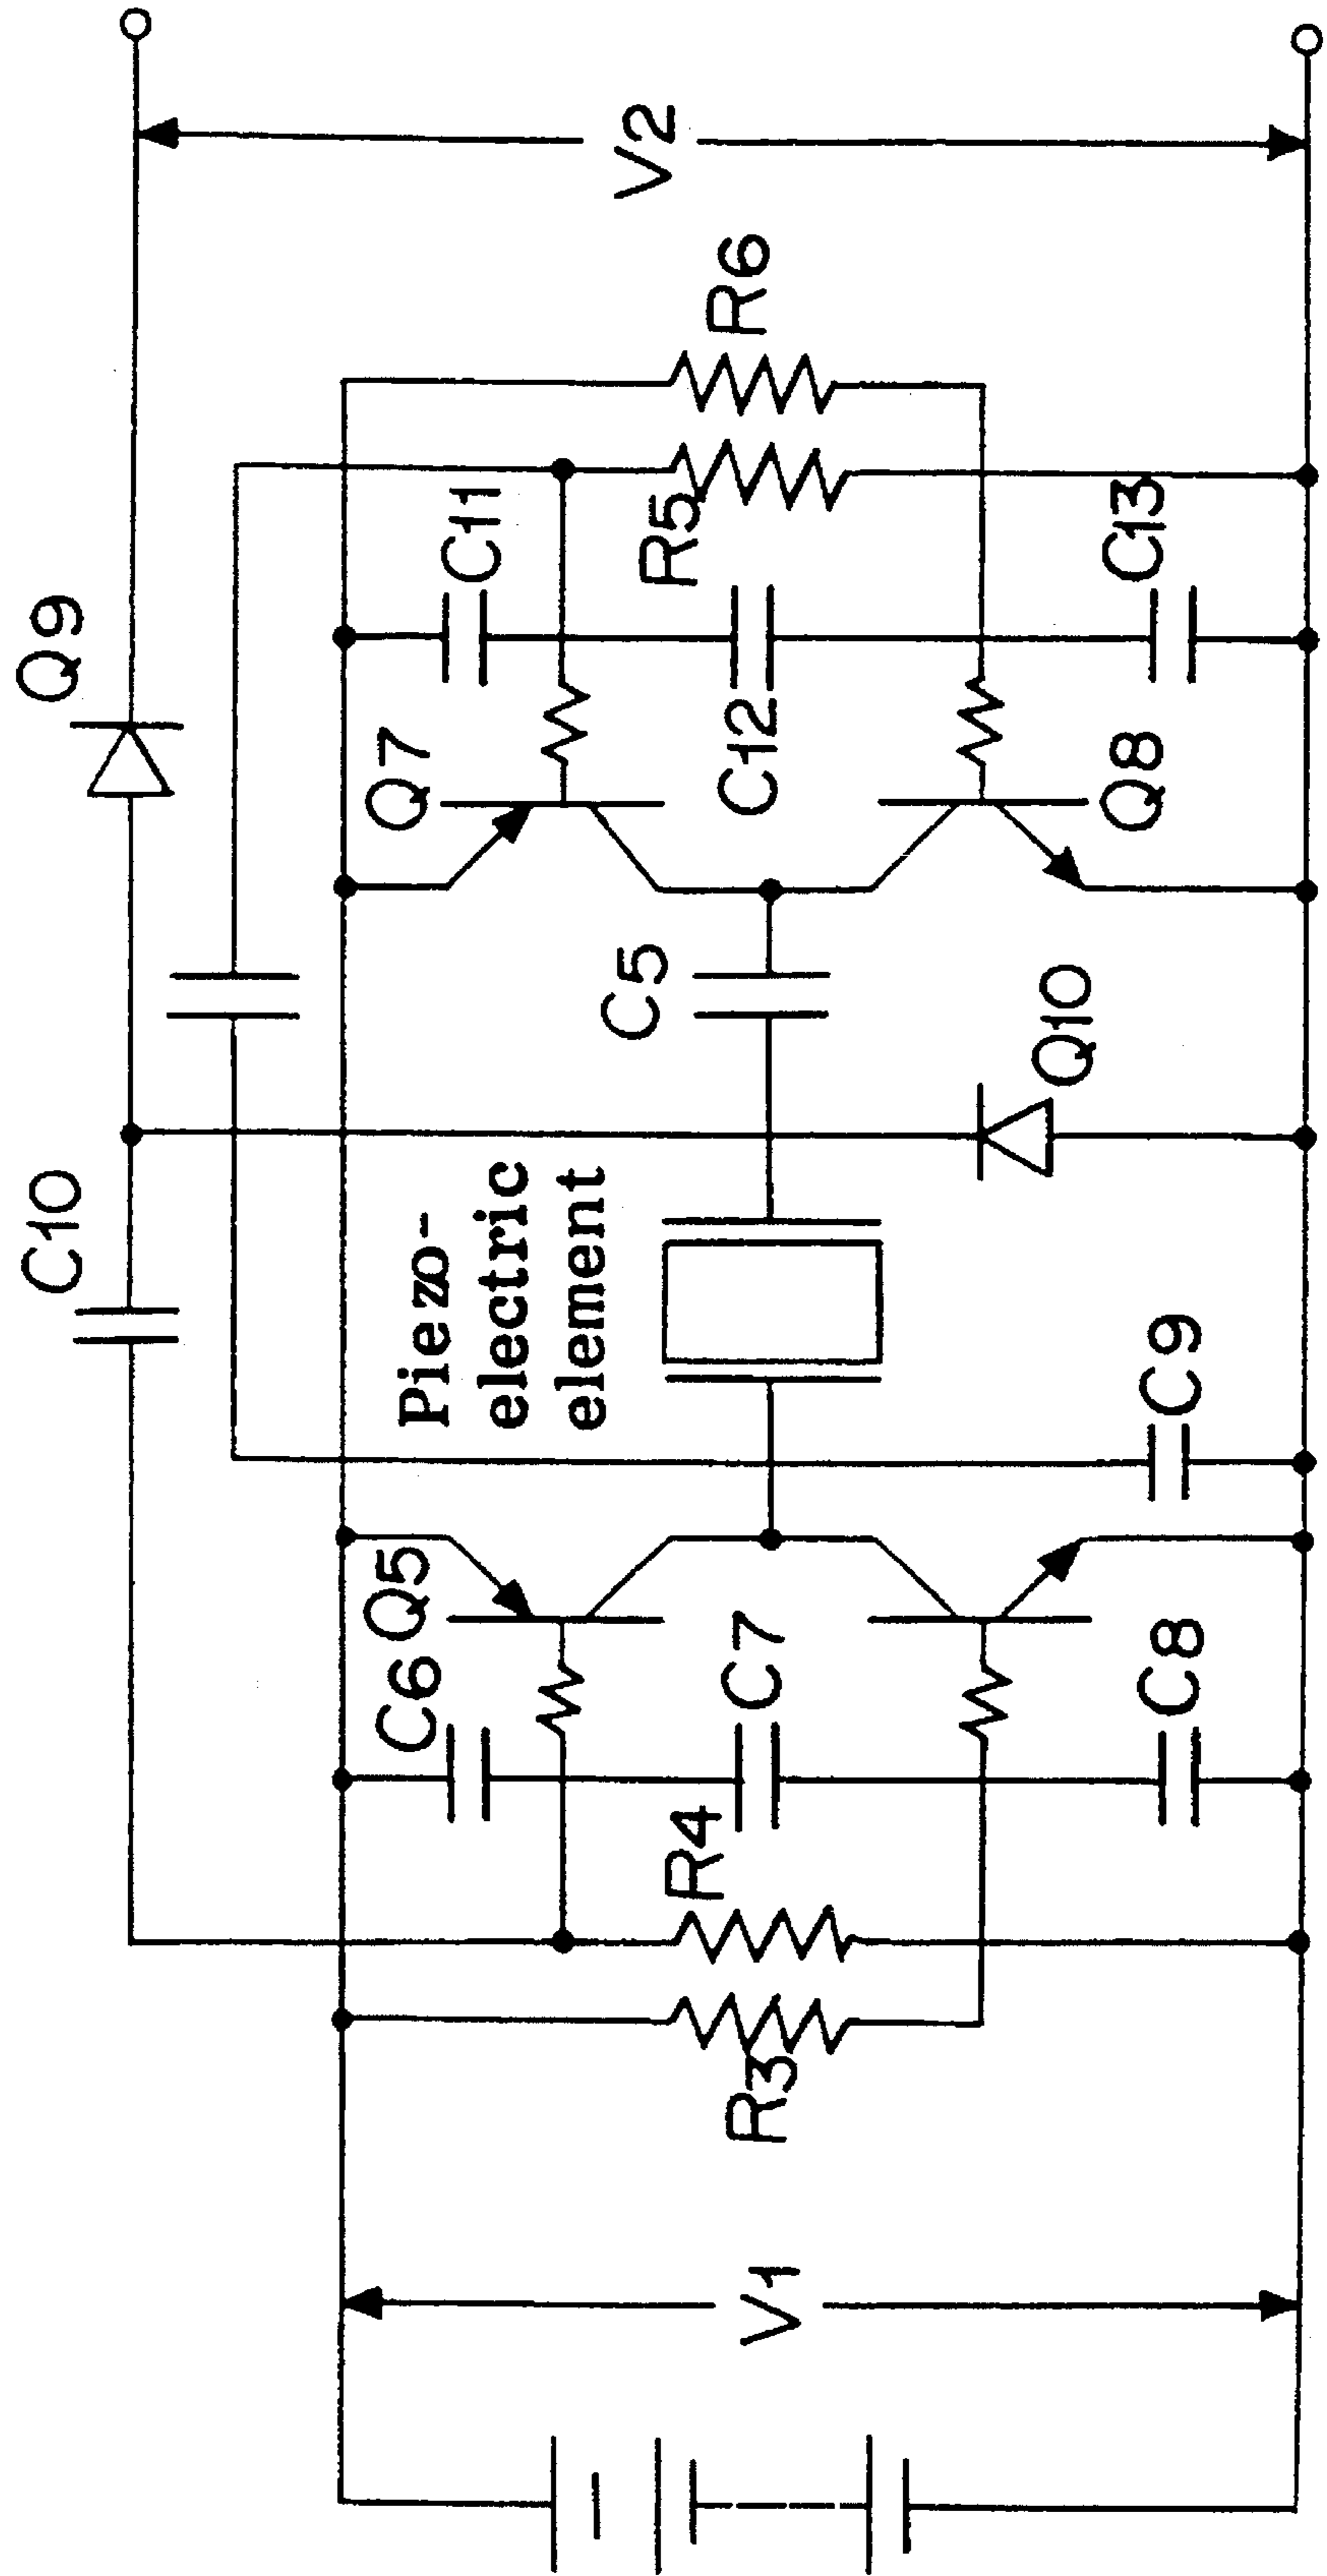 C10
Q9
Piezo-
electric
element
C5
Q5
Q7
C6
C11
C7
C12
R4
R5
R6
R3
V1
V2
C8
C9
Q10
Q8
C13